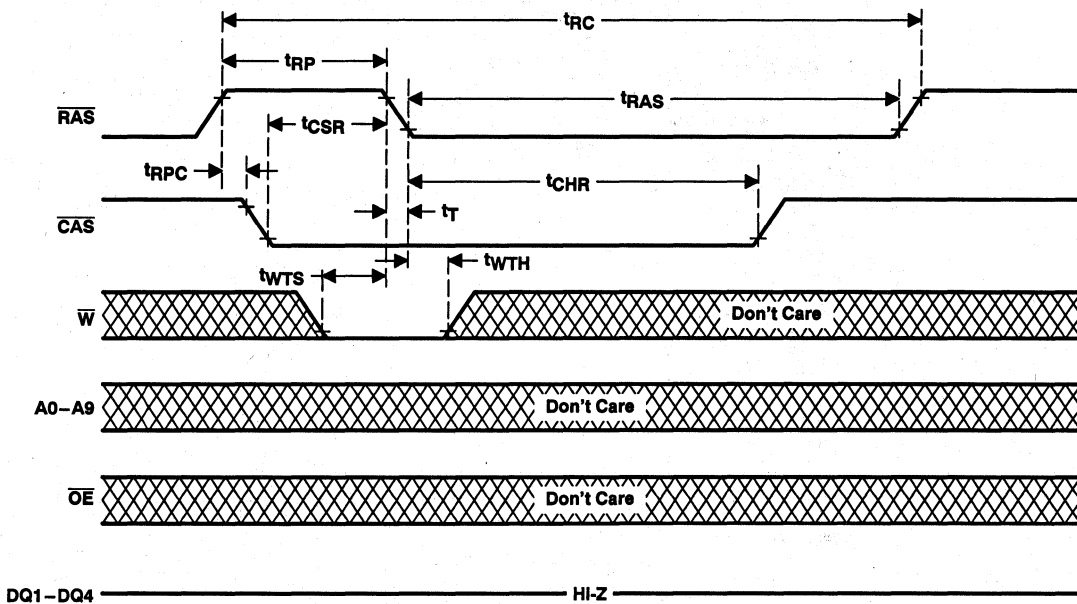 tRC
tRP
RAS
tRAS
tCSR
tRPC
tCHR
CAS
tT
tWTS
tWTH
W
Don't Care
A0–A9
Don't Care
OE
Don't Care
DQ1–DQ4
HI-Z